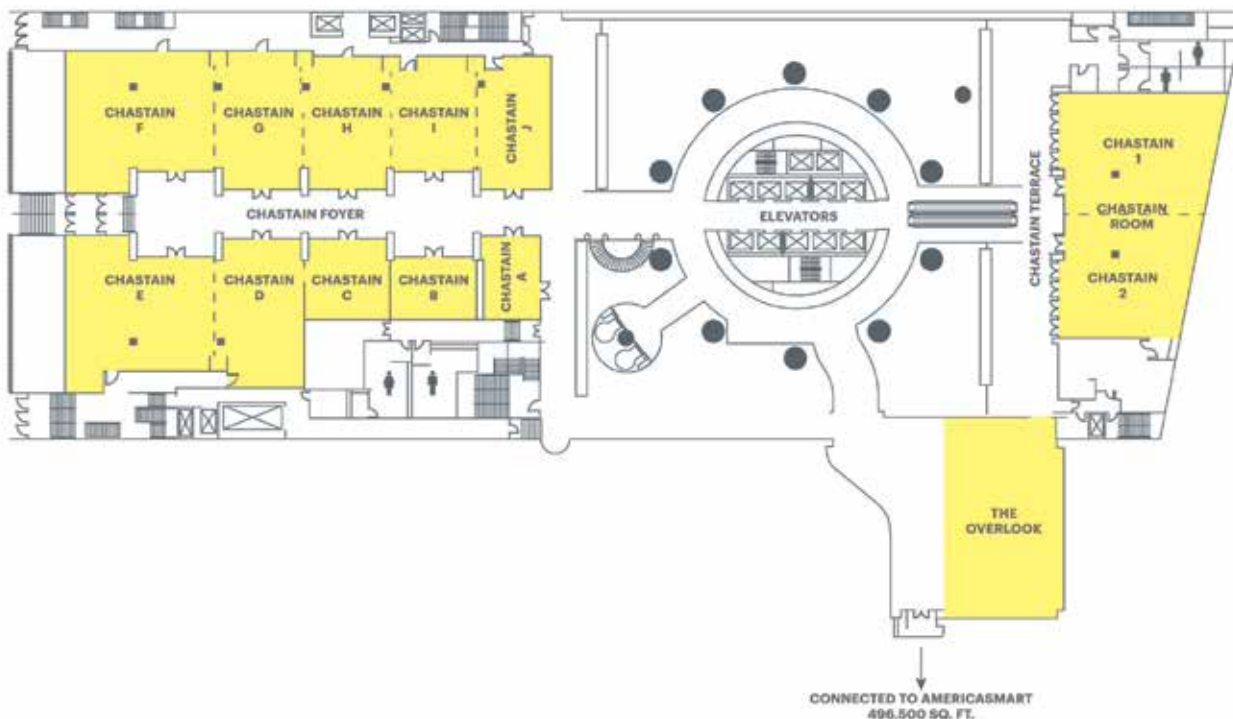 CHASTAIN
F
CHASTAIN
G
CHASTAIN
H
CHASTAIN
I
CHASTAIN
J
CHASTAIN FOYER
CHASTAIN
E
CHASTAIN
D
CHASTAIN
C
CHASTAIN
B
CHASTAIN
A
ELEVATORS
CHASTAIN TERRACE
CHASTAIN
1
CHASTAIN
ROOM
CHASTAIN
2
THE
OVERLOOK
CONNECTED TO AMERICASMART
496,500 SQ. FT.